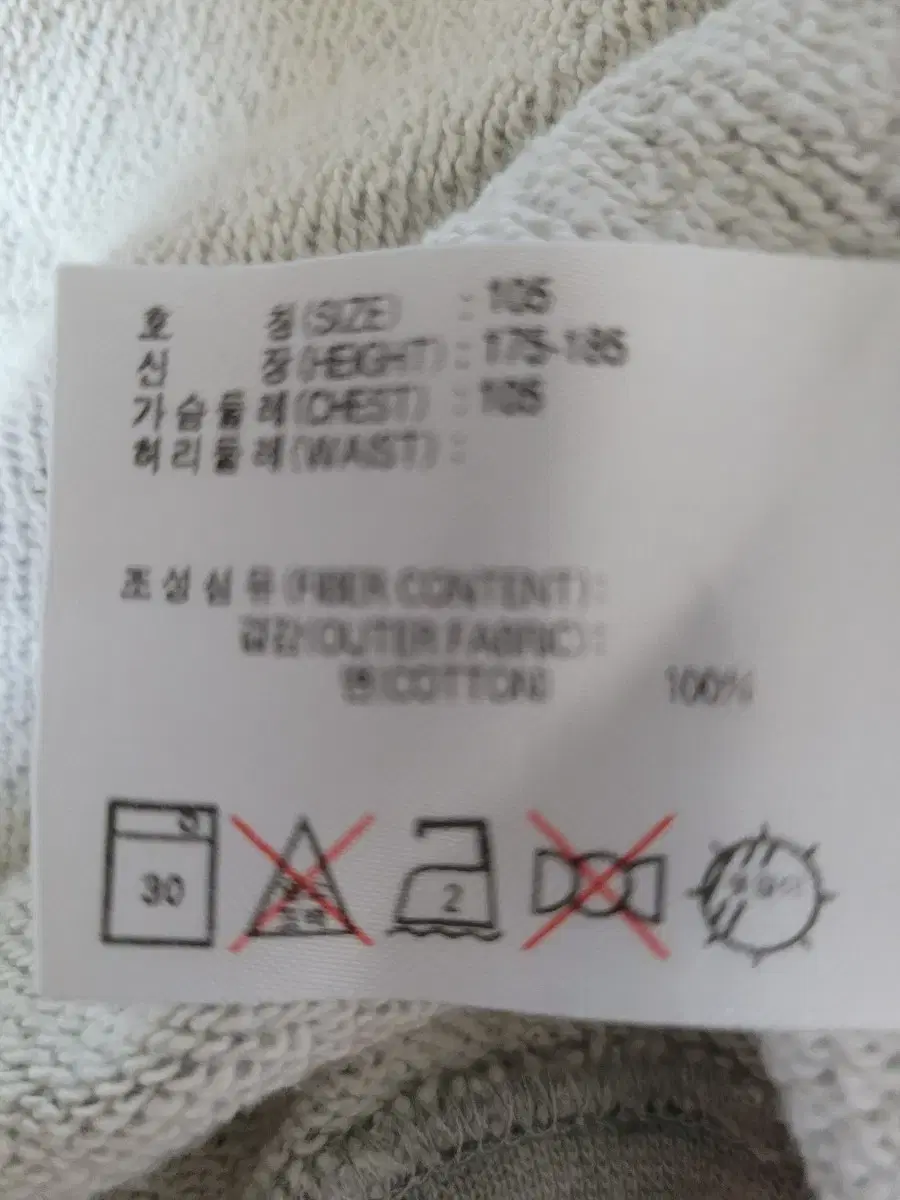 호 칭(SIZE) : 105
신 장(HEIGHT) : 175-185
가슴둘레(CHEST) : 105
허리둘레(WAIST) :
조성섬유(FIBER CONTENT):
겉감(OUTER FABRIC):
면(COTTON) 100%
30 2